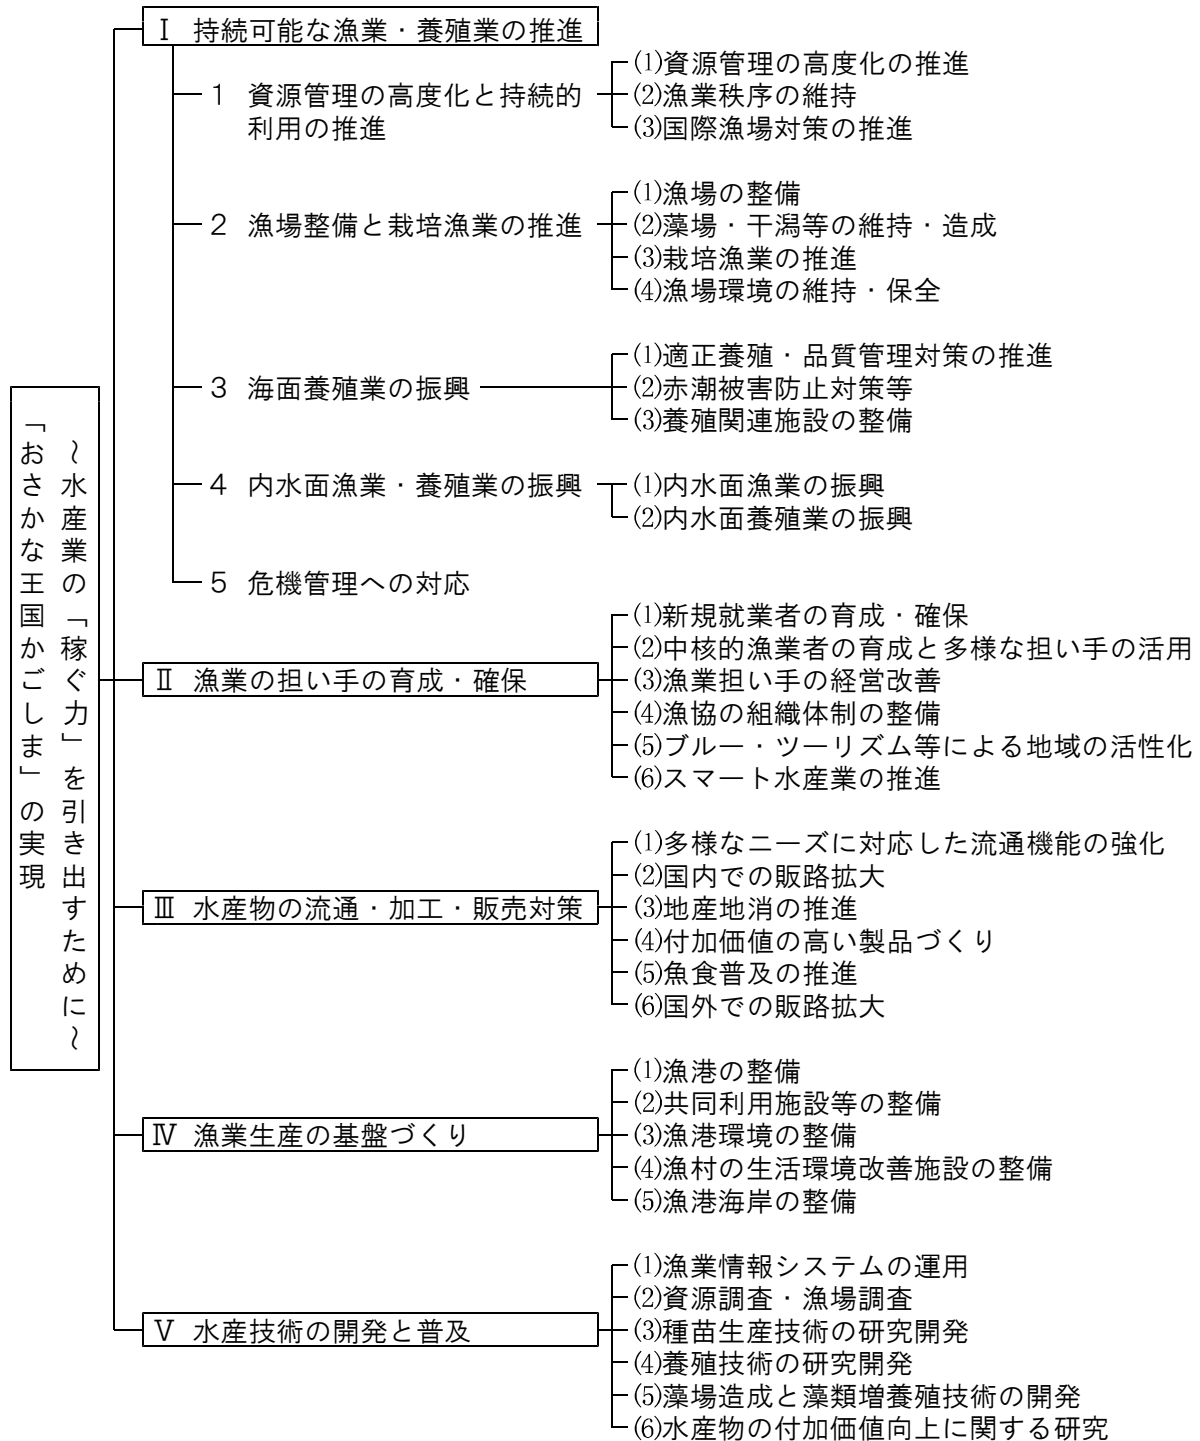 「おさかな王国かごしま」の実現
～水産業の「稼ぐ力」を引き出すために～
Ⅰ 持続可能な漁業・養殖業の推進
1 資源管理の高度化と持続的
利用の推進
⑴資源管理の高度化の推進
⑵漁業秩序の維持
⑶国際漁場対策の推進
2 漁場整備と栽培漁業の推進
⑴漁場の整備
⑵藻場・干潟等の維持・造成
⑶栽培漁業の推進
⑷漁場環境の維持・保全
3 海面養殖業の振興
⑴適正養殖・品質管理対策の推進
⑵赤潮被害防止対策等
⑶養殖関連施設の整備
4 内水面漁業・養殖業の振興
⑴内水面漁業の振興
⑵内水面養殖業の振興
5 危機管理への対応
Ⅱ 漁業の担い手の育成・確保
⑴新規就業者の育成・確保
⑵中核的漁業者の育成と多様な担い手の活用
⑶漁業担い手の経営改善
⑷漁協の組織体制の整備
⑸ブルー・ツーリズム等による地域の活性化
⑹スマート水産業の推進
Ⅲ 水産物の流通・加工・販売対策
⑴多様なニーズに対応した流通機能の強化
⑵国内での販路拡大
⑶地産地消の推進
⑷付加価値の高い製品づくり
⑸魚食普及の推進
⑹国外での販路拡大
Ⅳ 漁業生産の基盤づくり
⑴漁港の整備
⑵共同利用施設等の整備
⑶漁港環境の整備
⑷漁村の生活環境改善施設の整備
⑸漁港海岸の整備
Ⅴ 水産技術の開発と普及
⑴漁業情報システムの運用
⑵資源調査・漁場調査
⑶種苗生産技術の研究開発
⑷養殖技術の研究開発
⑸藻場造成と藻類増養殖技術の開発
⑹水産物の付加価値向上に関する研究